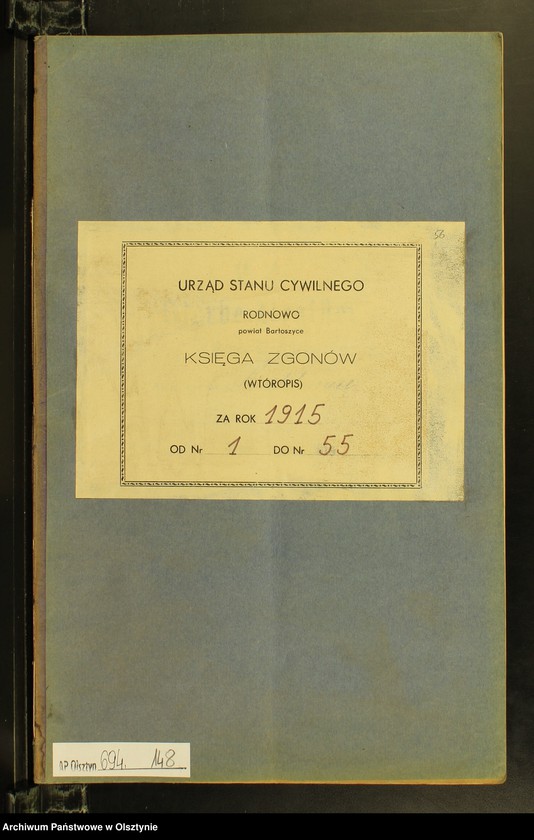 56
URZĄD STANU CYWILNEGO
RODNOWO
powiat Bartoszyce
KSIĘGA ZGONÓW
(WTÓROPIS)
ZA ROK 1915
OD Nr 1 DO Nr 55
AP Olsztyn 694. 148
Archiwum Państwowe w Olsztynie